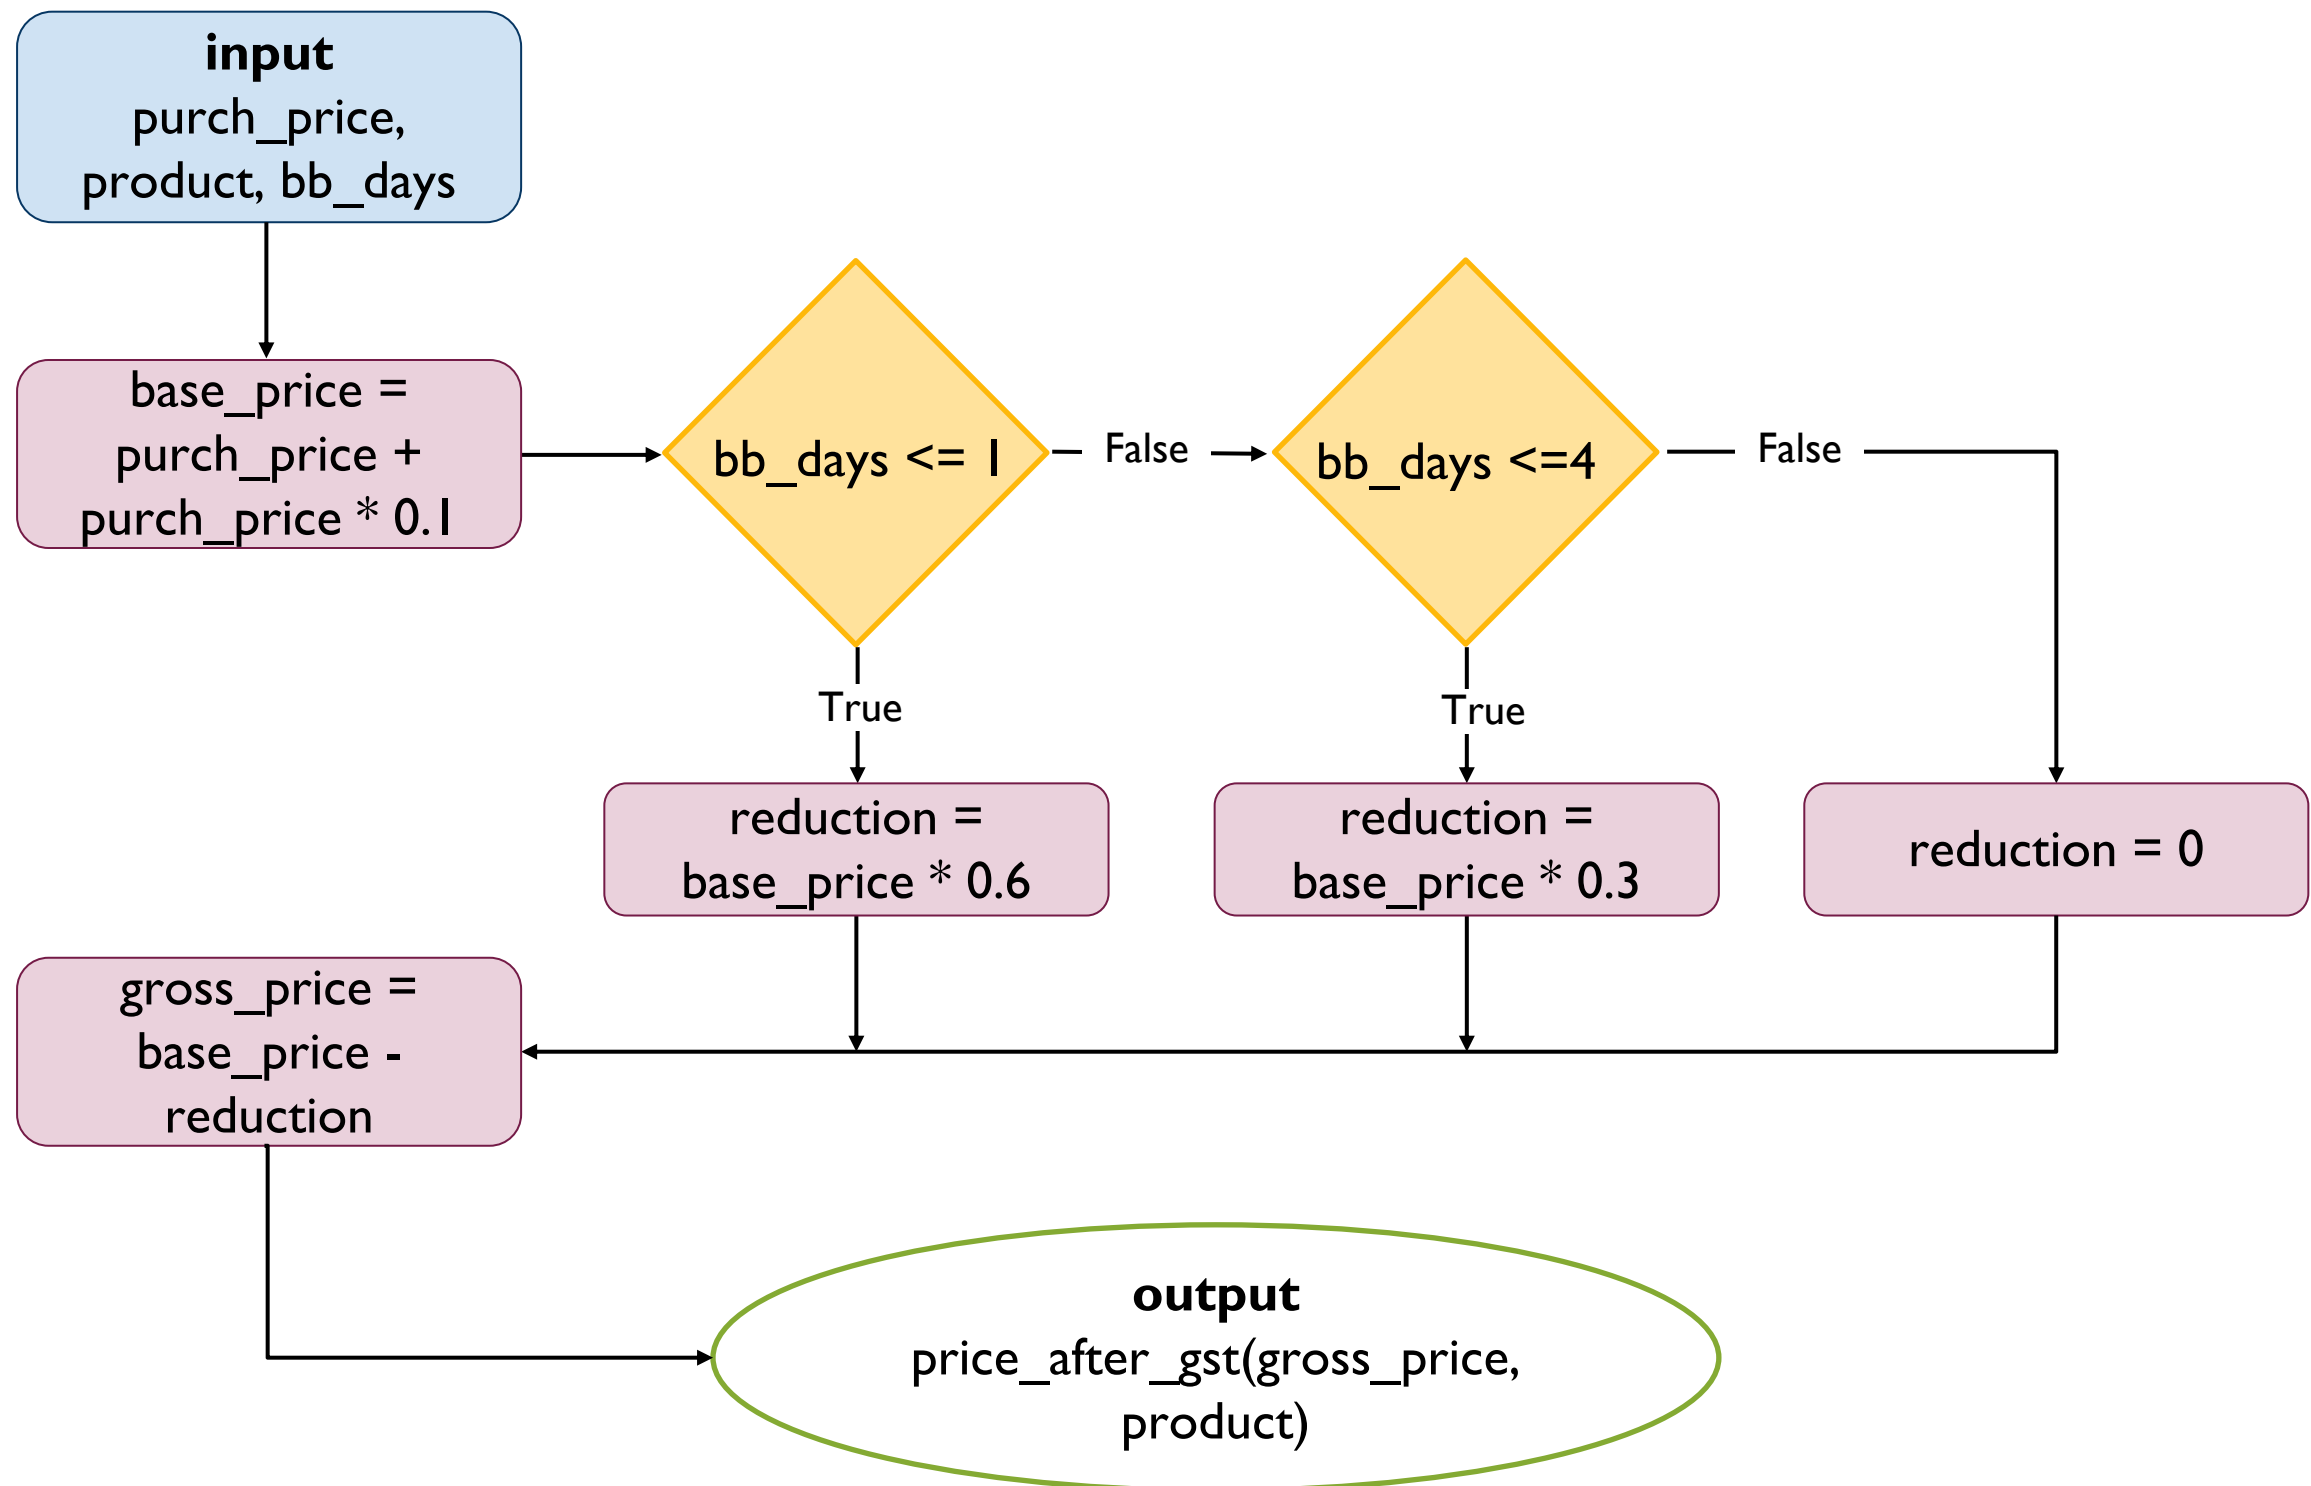 input
purch_price,
product, bb_days
base_price =
purch_price +
purch_price * 0.1
bb_days <= 1
False
bb_days <=4
False
True
True
reduction =
base_price * 0.6
reduction =
base_price * 0.3
reduction = 0
gross_price =
base_price -
reduction
output
price_after_gst(gross_price,
product)